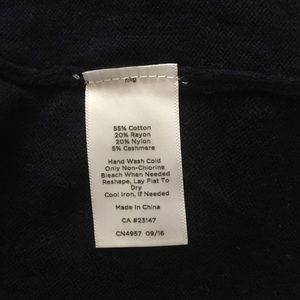 55% Cotton
20% Rayon
20% Nylon
5% Cashmere
Hand Wash Cold
Only Non-Chlorine
Bleach When Needed
Reshape, Lay Flat To
Dry
Cool Iron, If Needed
Made in China
CA #23147
CN4957 09/16